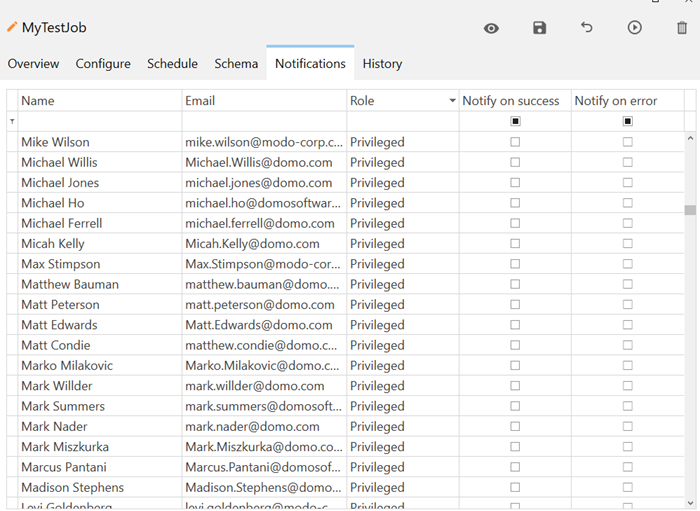 MyTestJob
Overview Configure Schedule Schema Notifications History
Name Email Role Notify on success Notify on error
Mike Wilson mike.wilson@modo-corp.c... Privileged
Michael Willis Michael.Willis@domo.com Privileged
Michael Jones michael.jones@domo.com Privileged
Michael Ho michael.ho@domosoftwar... Privileged
Michael Ferrell michael.ferrell@domo.com Privileged
Micah Kelly Micah.Kelly@domo.com Privileged
Max Stimpson Max.Stimpson@modo-cor... Privileged
Matthew Bauman matthew.bauman@domo.... Privileged
Matt Peterson matt.peterson@domo.com Privileged
Matt Edwards Matt.Edwards@domo.com Privileged
Matt Condie matthew.condie@domo.c... Privileged
Marko Milakovic Marko.Milakovic@domo.c... Privileged
Mark Willder mark.willder@domo.com Privileged
Mark Summers mark.summers@domosoft... Privileged
Mark Nader mark.nader@domo.com Privileged
Mark Miszkurka Mark.Miszkurka@domo.co... Privileged
Marcus Pantani Marcus.Pantani@domosof... Privileged
Madison Stephens Madison.Stephens@domo... Privileged
Levi Goldenberg levi.goldenberg@modo-c... Privileged